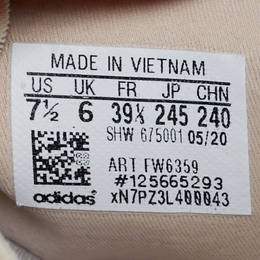 MADE IN VIETNAM
US UK FR JP CHN
7½ 6 39⅓ 245 240
SHW 675001 05/20
ART FW6359
#125665293
adidas xN7PZ3L400043